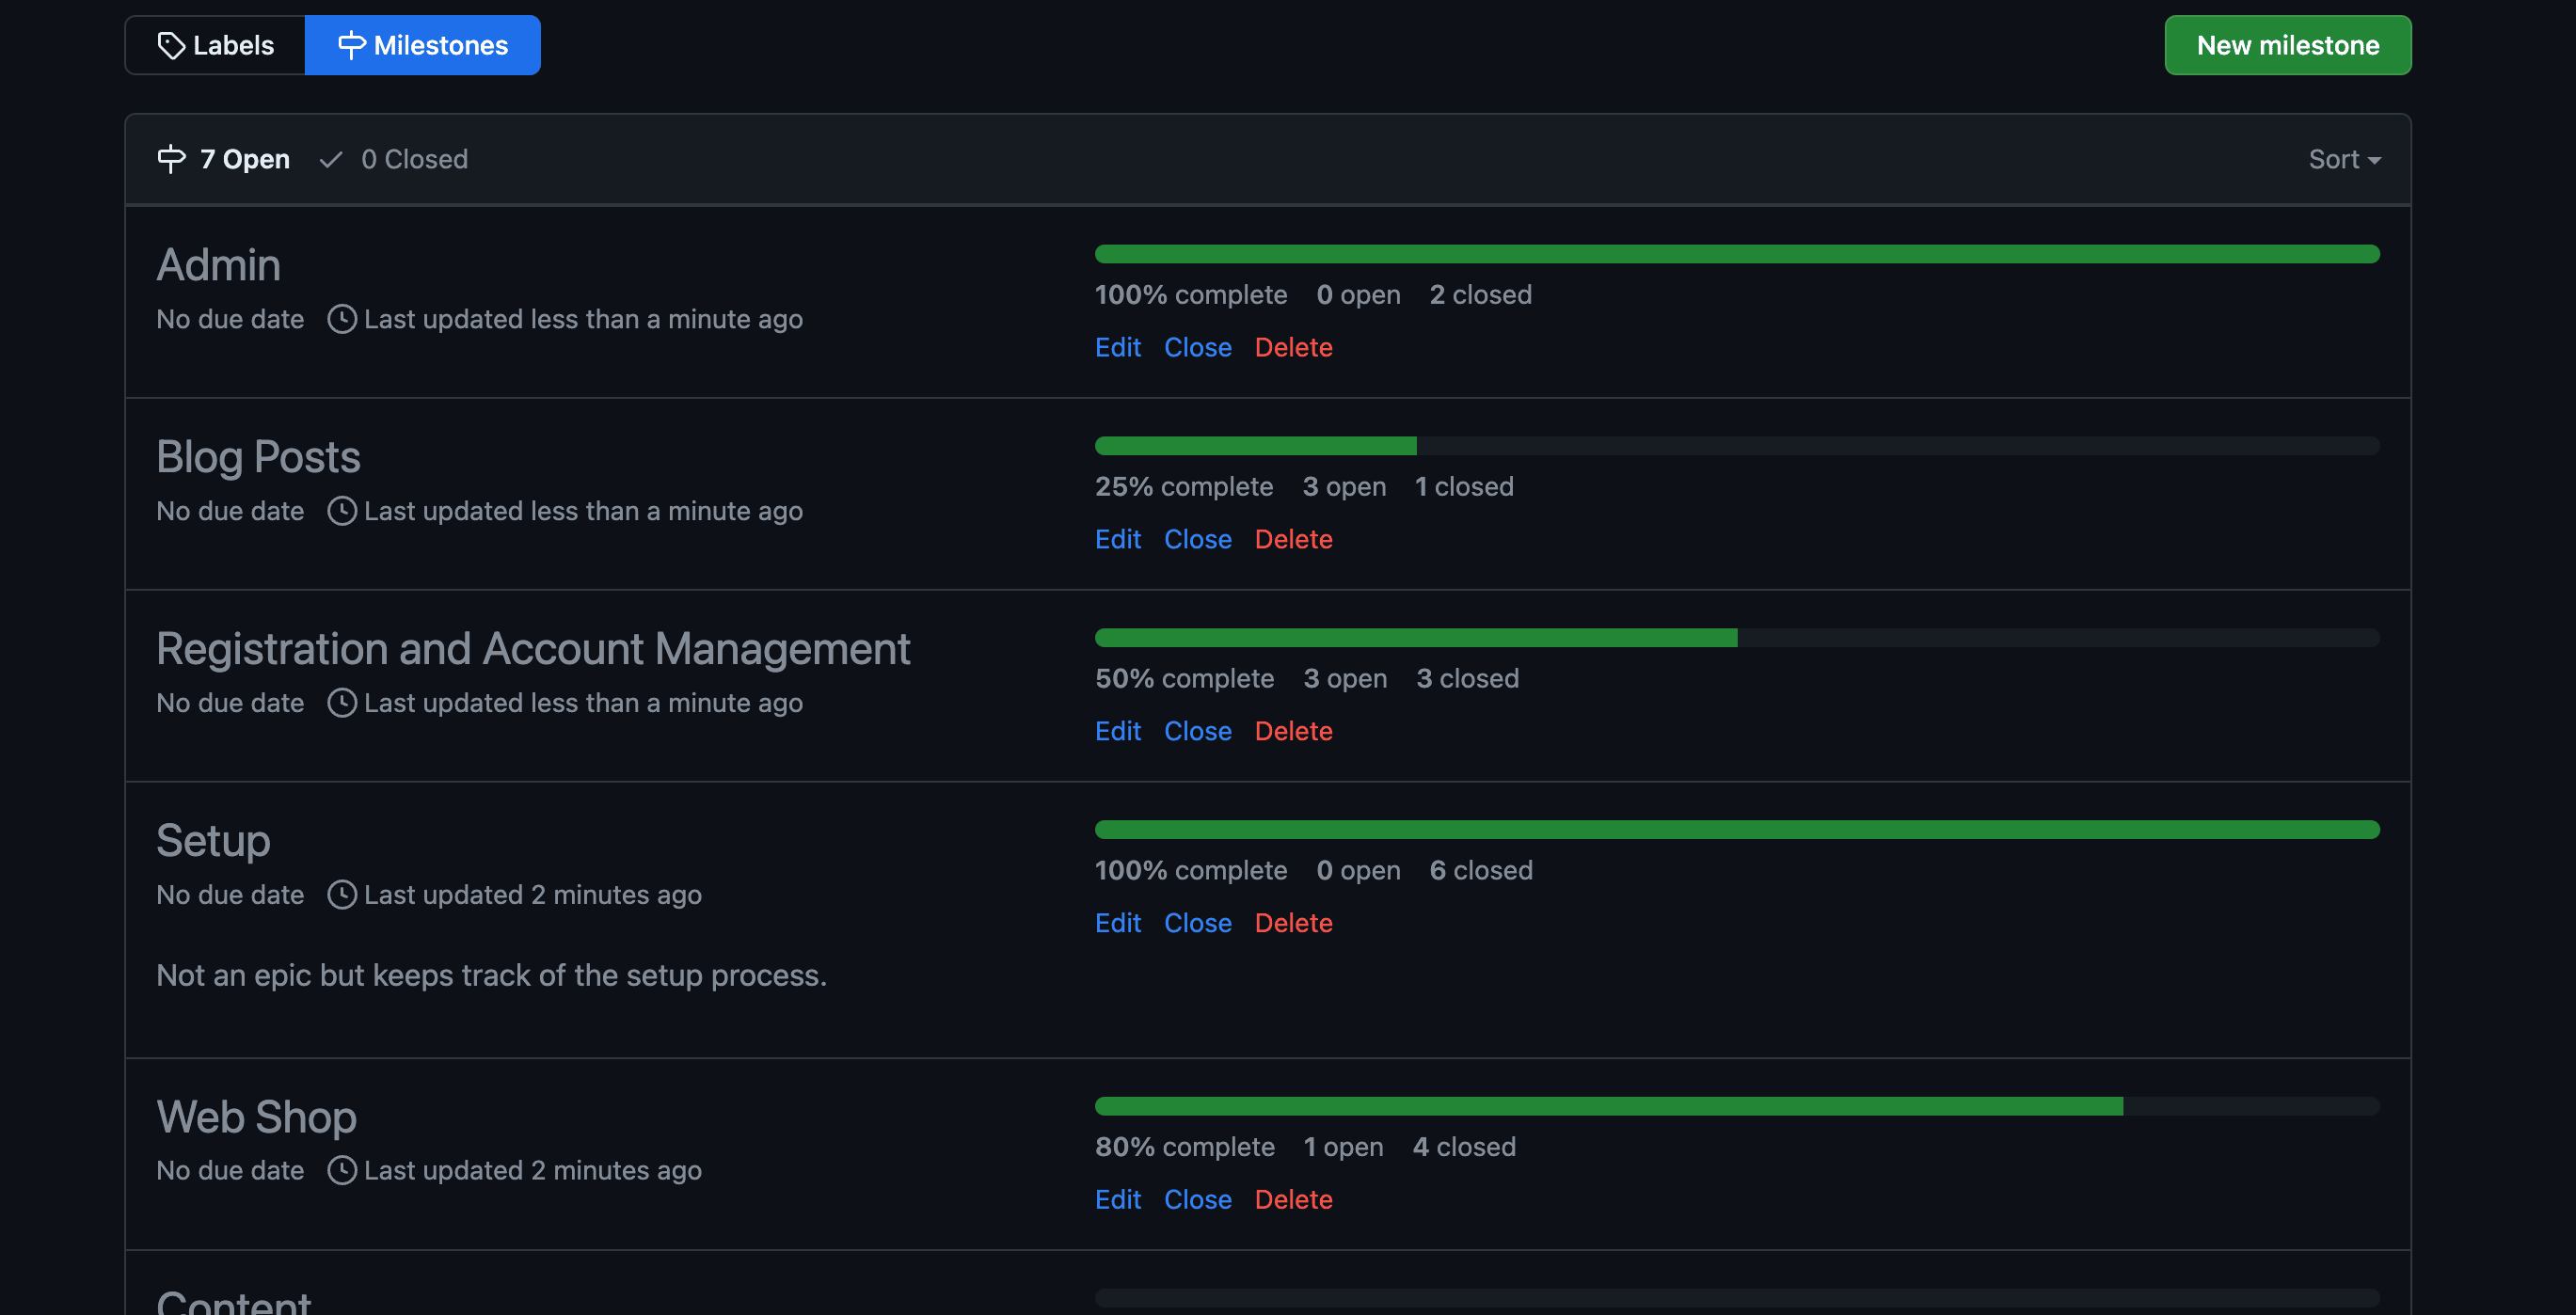 Labels Milestones New milestone
7 Open 0 Closed Sort
Admin
No due date Last updated less than a minute ago
100% complete 0 open 2 closed
Edit Close Delete
Blog Posts
No due date Last updated less than a minute ago
25% complete 3 open 1 closed
Edit Close Delete
Registration and Account Management
No due date Last updated less than a minute ago
50% complete 3 open 3 closed
Edit Close Delete
Setup
No due date Last updated 2 minutes ago
Not an epic but keeps track of the setup process.
100% complete 0 open 6 closed
Edit Close Delete
Web Shop
No due date Last updated 2 minutes ago
80% complete 1 open 4 closed
Edit Close Delete
Content